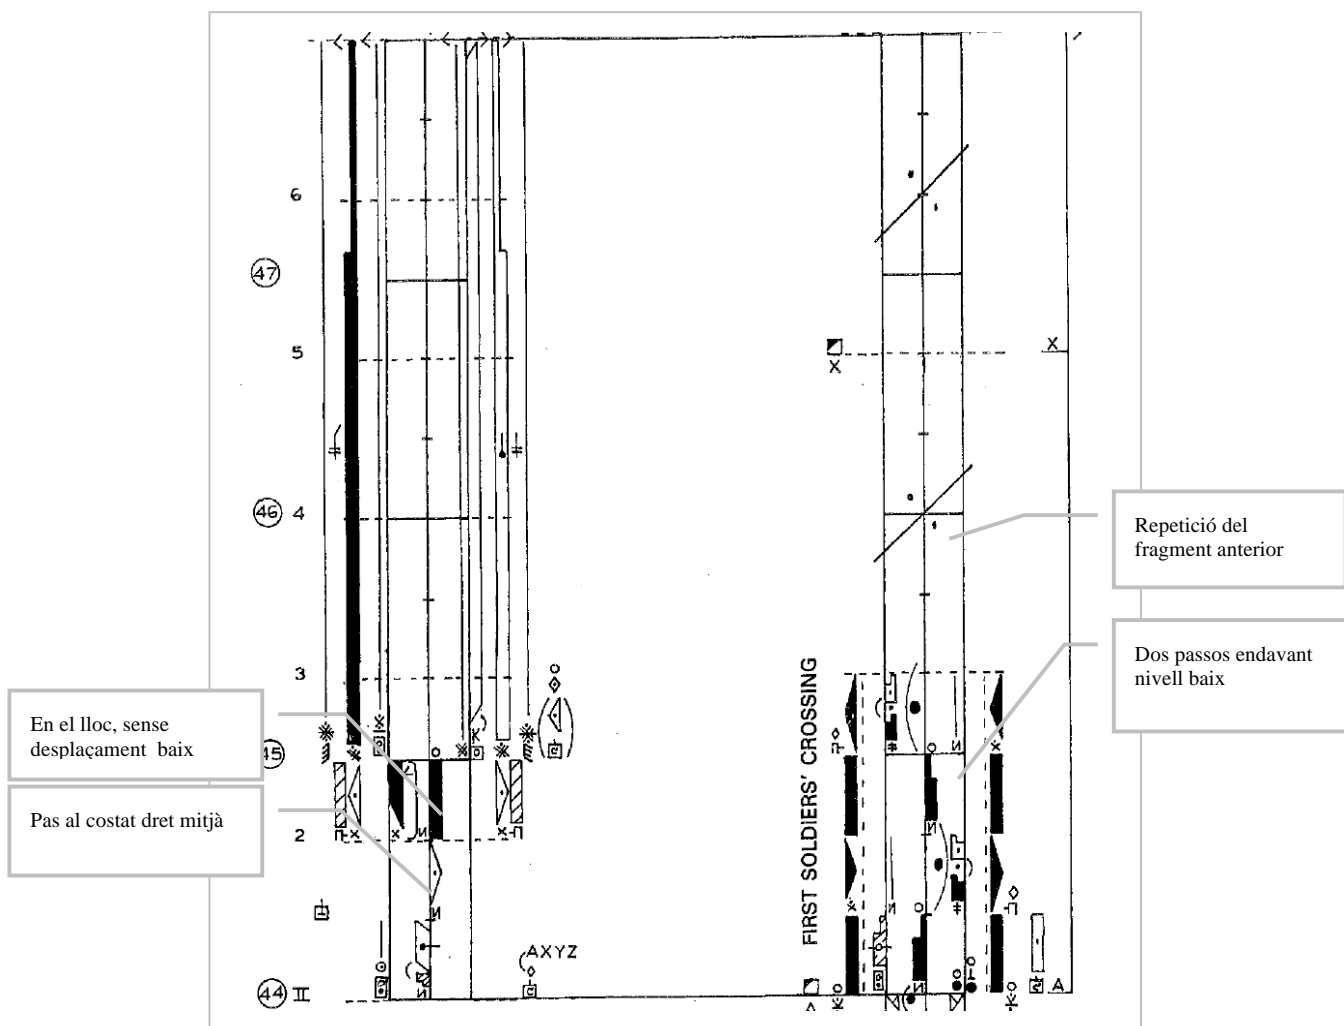 6
47
5
X
X
46 4
Repetició del
fragment anterior
3
Dos passos endavant
nivell baix
En el lloc, sense
desplaçament baix
45
Pas al costat dret mitjà
2
FIRST SOLDIERS' CROSSING
AXYZ
44 II
A